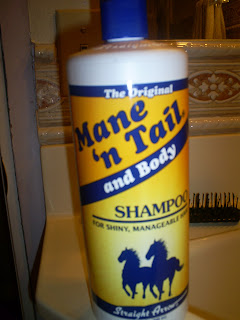 The Original
Mane
'n Tail
and Body
SHAMPOO
FOR SHINY, MANAGEABLE
Straight Arrow